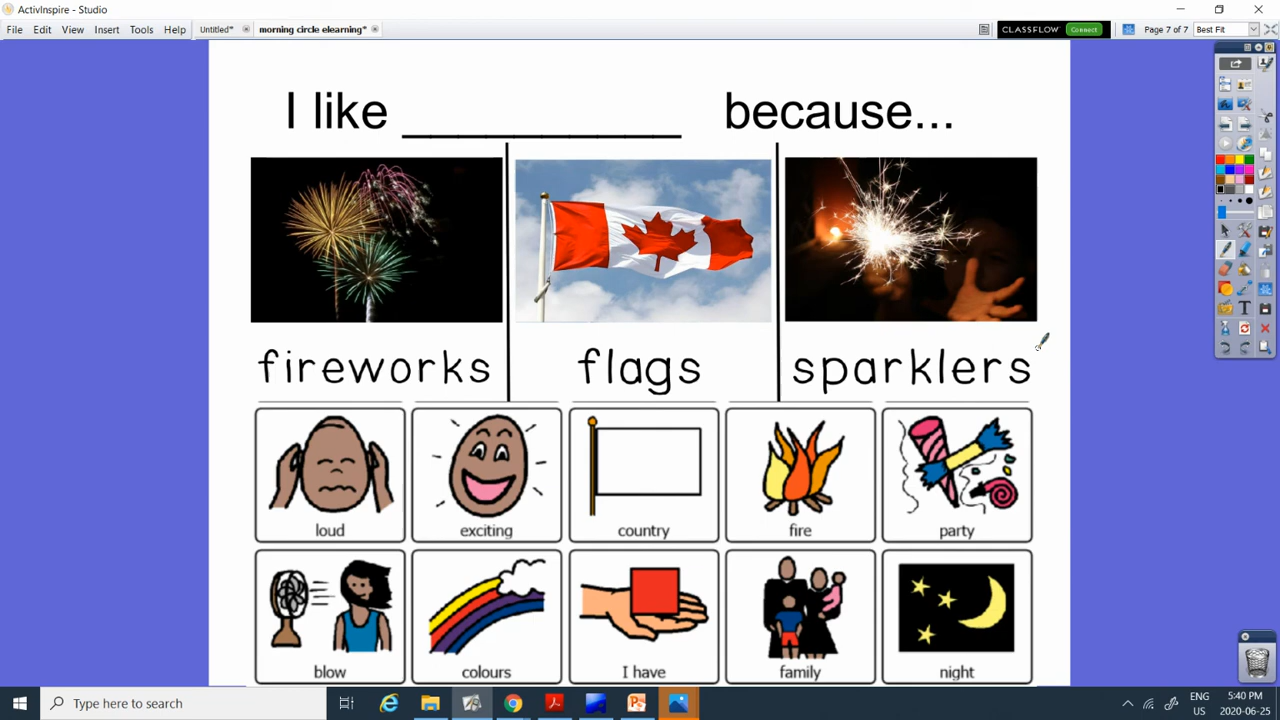 ActivInspire - Studio
File Edit View Insert Tools Help Untitled* morning circle elearning* CLASSFLOW Connect Page 7 of 7 Best Fit
I like ___________ because...
fireworks flags sparklers
loud exciting country fire party
blow colours I have family night
Type here to search
ENG 5:40 PM
US 2020-06-25